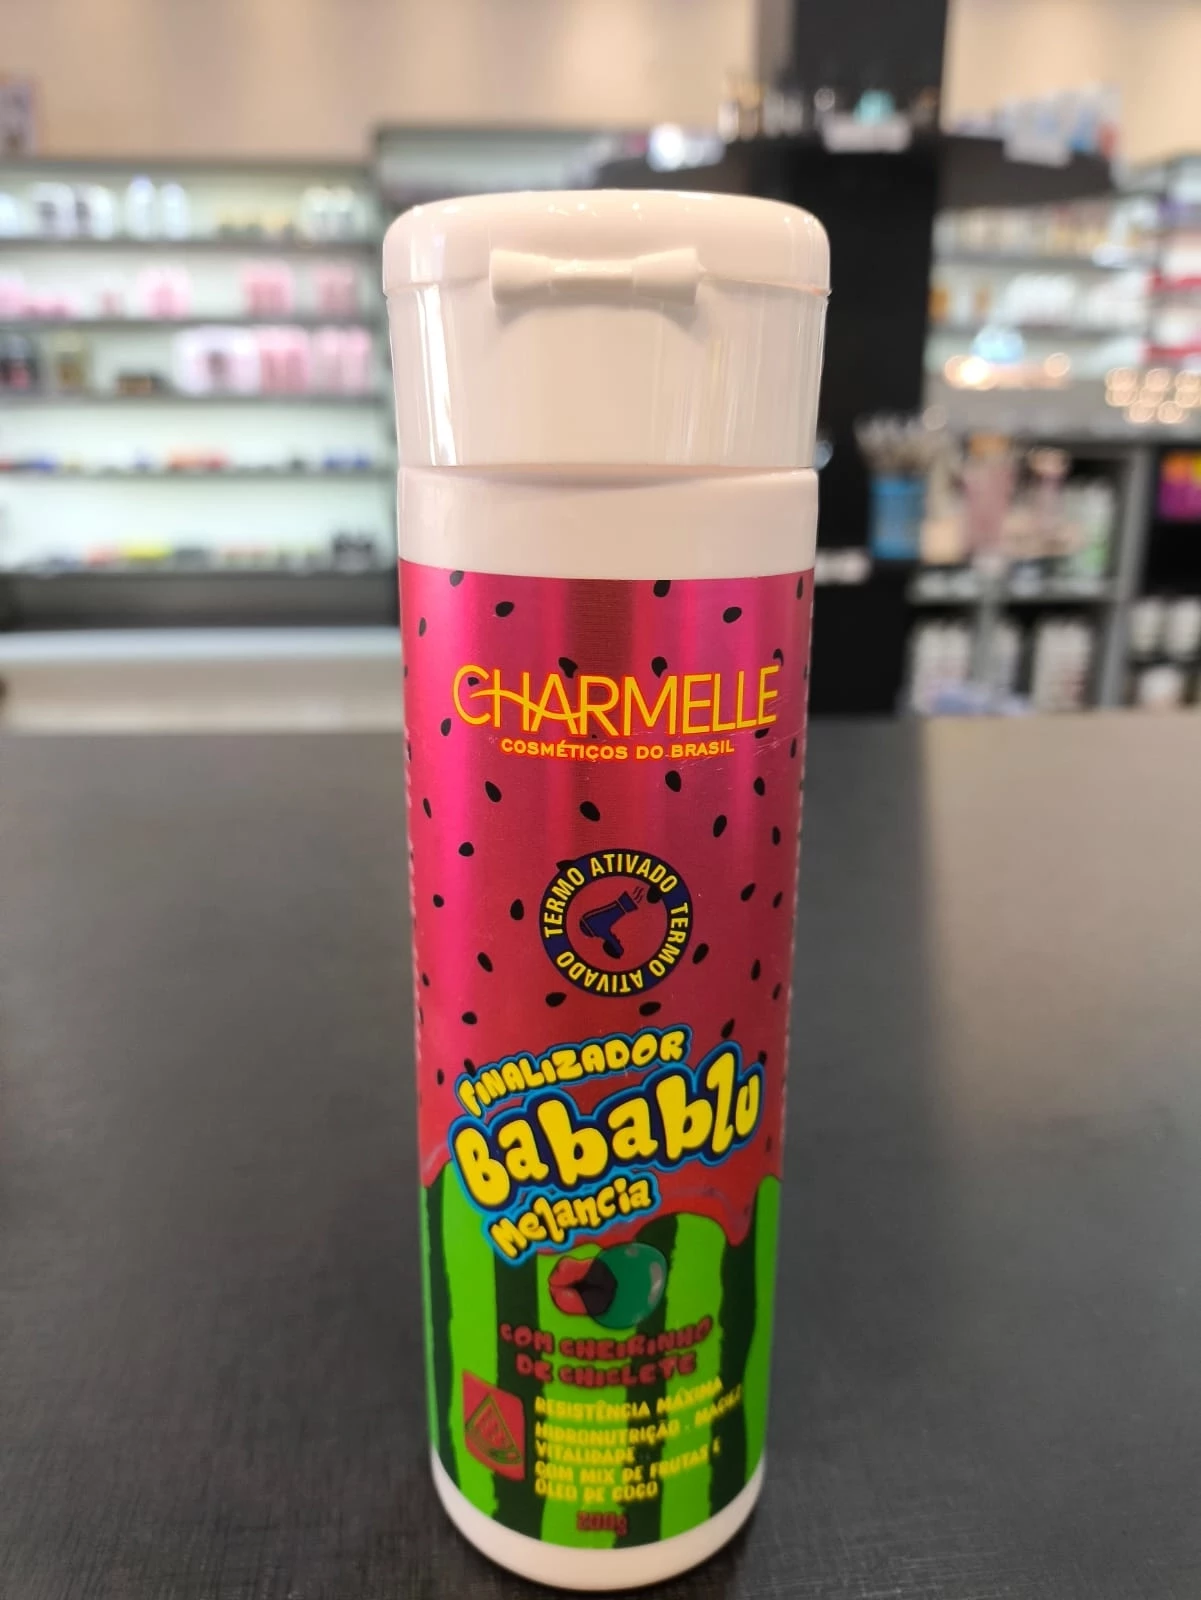 CHARMELLE
COSMÉTICOS DO BRASIL
TERMO ATIVADO TERMO ATIVADO
FINALIZADOR
Babablu
Melancia
COM CHEIRINHO
DE CHICLETE
RESISTÊNCIA MÁXIMA
HIDRONUTRIÇÃO - MACIEZ
VITALIDADE
COM MIX DE FRUTAS E
ÓLEO DE COCO
200g